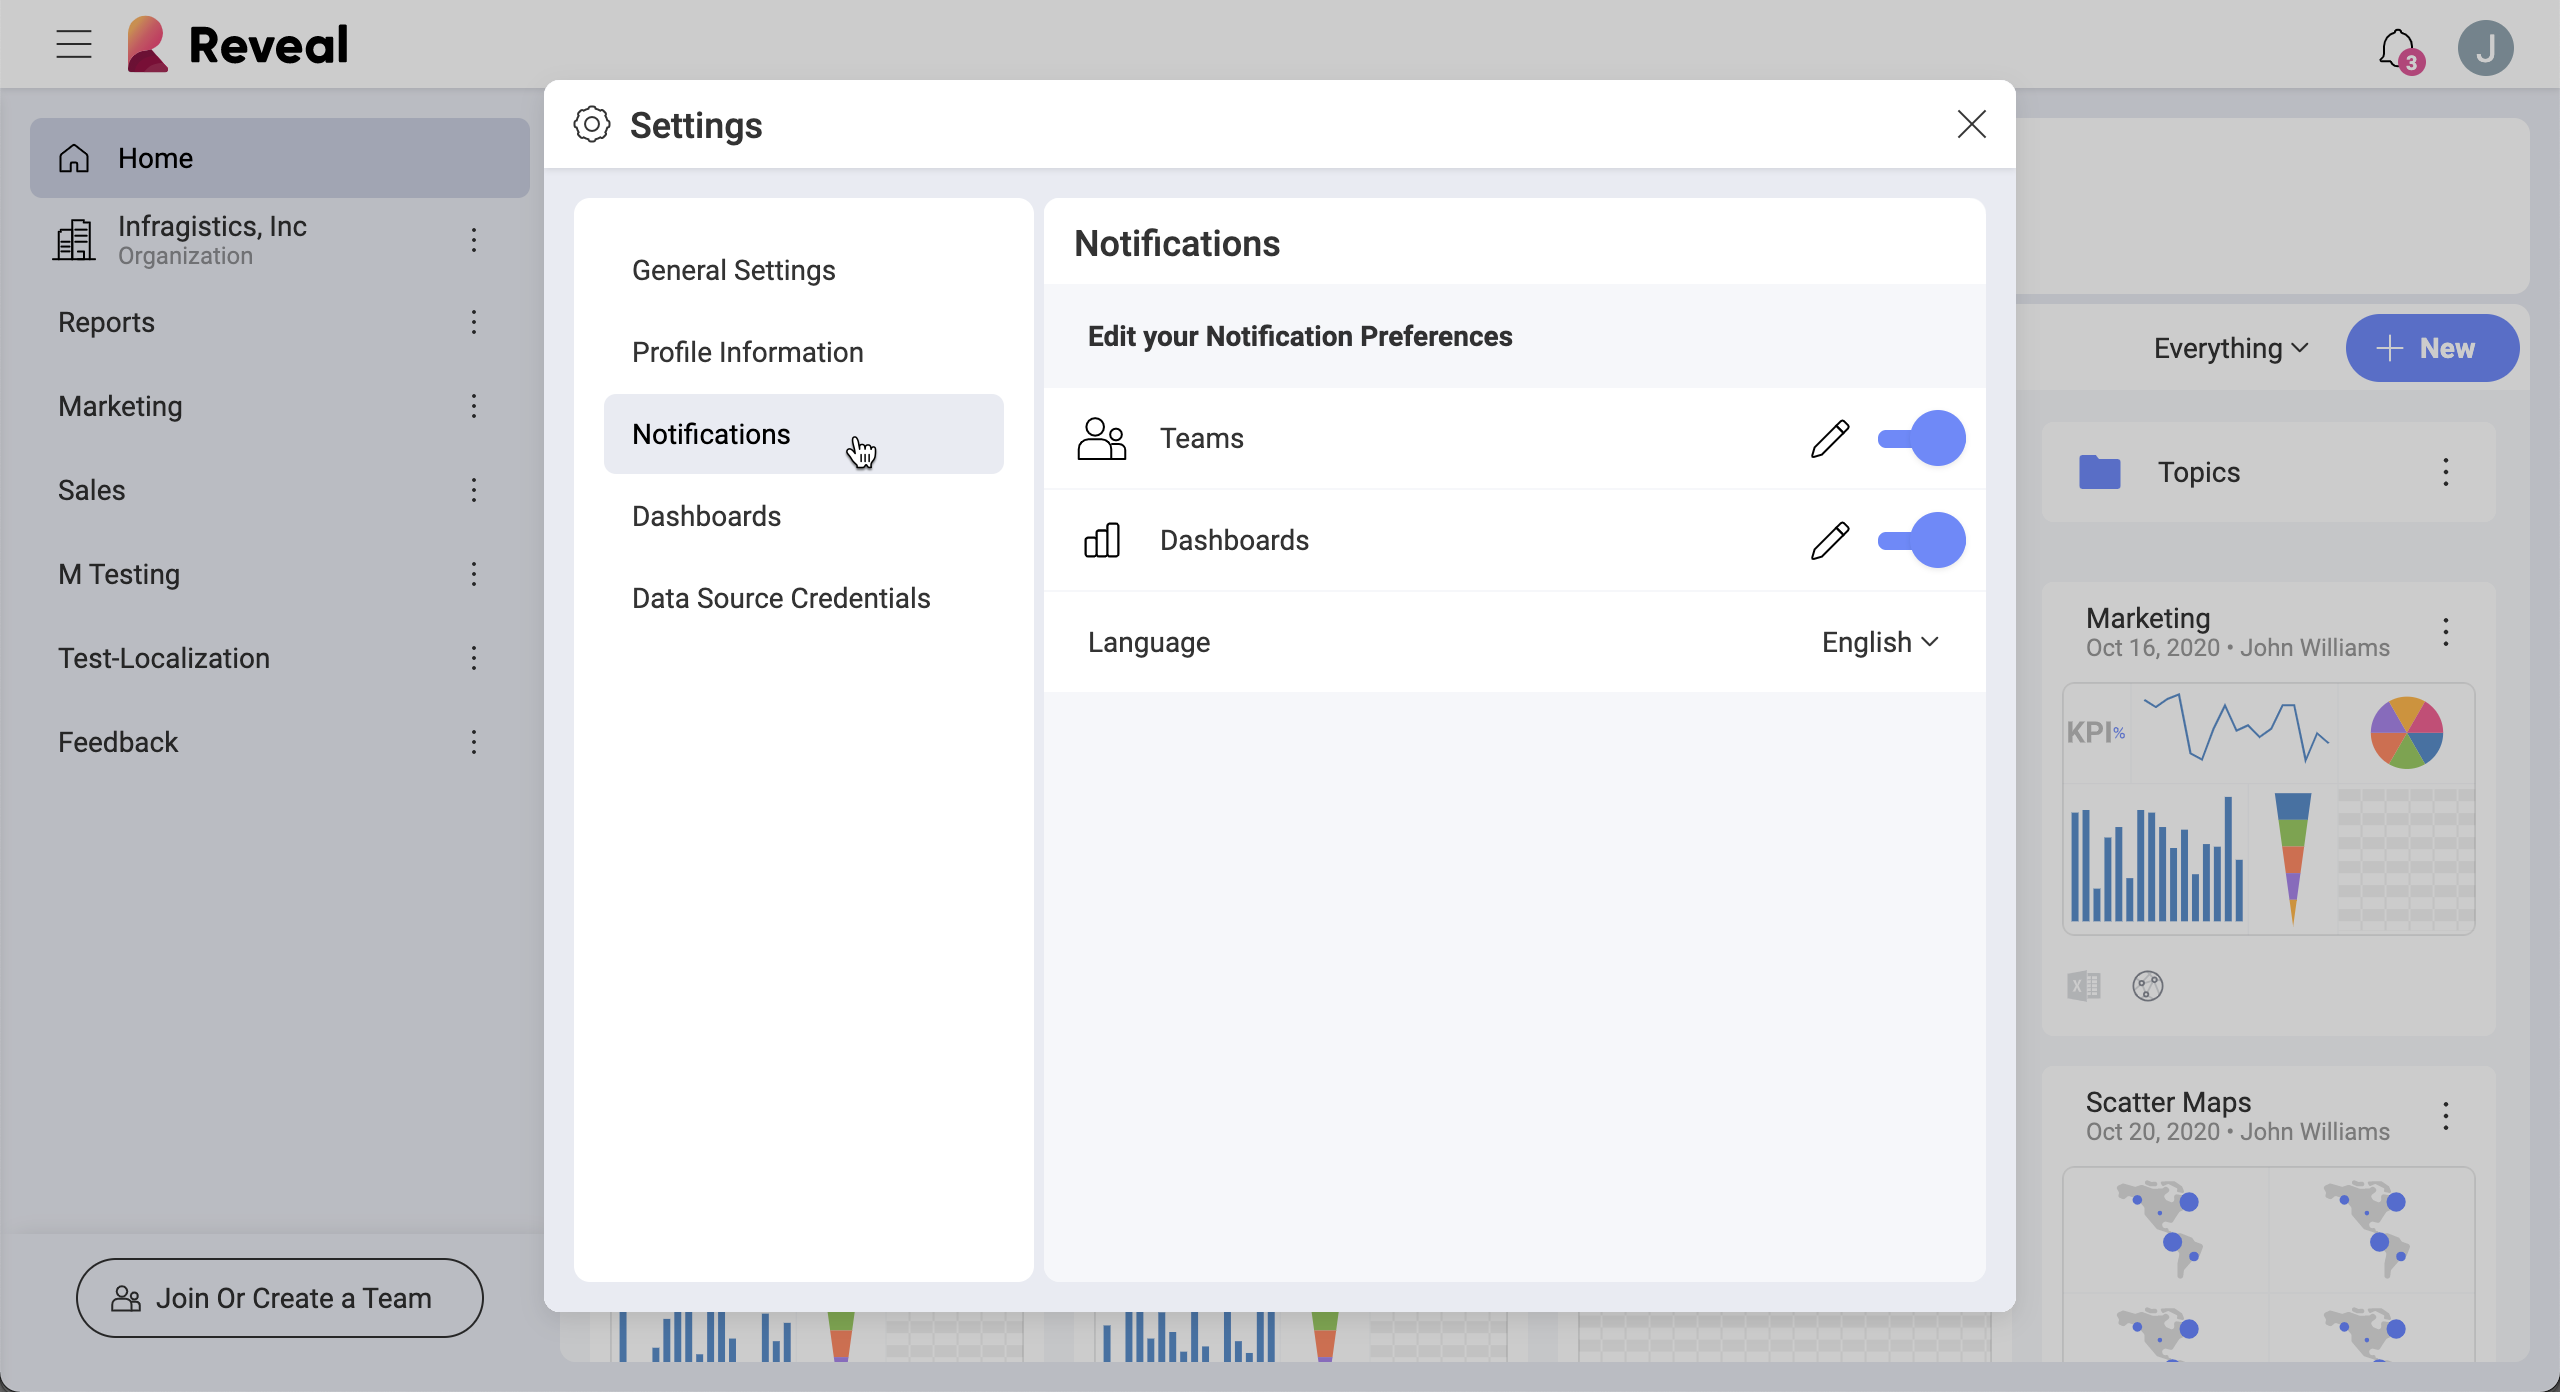 Reveal
3
J
Home
Infragistics, Inc
Organization
Reports
Marketing
Sales
M Testing
Test-Localization
Feedback
Join Or Create a Team
Settings
General Settings
Profile Information
Notifications
Dashboards
Data Source Credentials
Notifications
Edit your Notification Preferences
Teams
Dashboards
Language
English
Everything
New
Topics
Marketing
Oct 16, 2020 • John Williams
KPI%
X
Scatter Maps
Oct 20, 2020 • John Williams